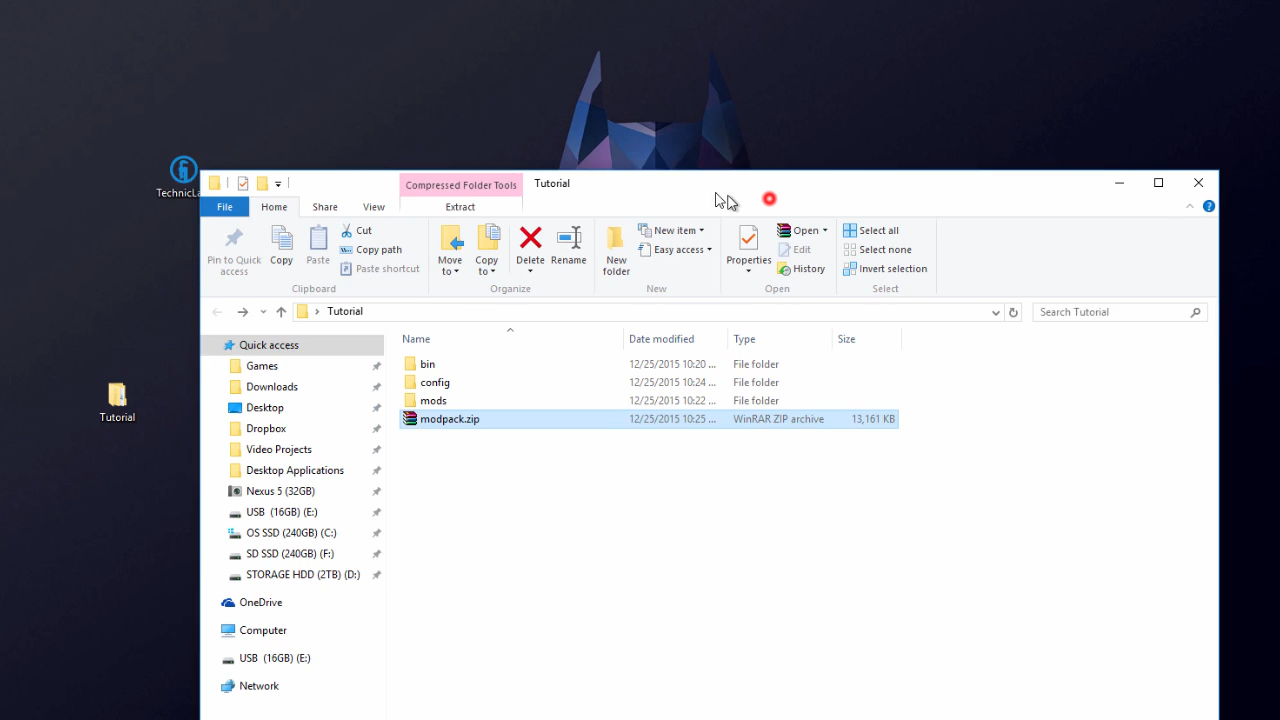 TechnicLa
Tutorial
Compressed Folder Tools
Tutorial
File
Home
Share
View
Extract
Pin to Quick
access
Copy
Paste
Cut
Copy path
Paste shortcut
Clipboard
Move
to
Copy
to
Delete
Rename
Organize
New
folder
New item
Easy access
New
Properties
Open
Edit
History
Open
Select all
Select none
Invert selection
Select
Tutorial
Search Tutorial
Quick access
Games
Downloads
Desktop
Dropbox
Video Projects
Desktop Applications
Nexus 5 (32GB)
USB (16GB) (E:)
OS SSD (240GB) (C:)
SD SSD (240GB) (F:)
STORAGE HDD (2TB) (D:)
OneDrive
Computer
USB (16GB) (E:)
Network
Name Date modified Type Size
bin 12/25/2015 10:20 ... File folder
config 12/25/2015 10:24 ... File folder
mods 12/25/2015 10:22 ... File folder
modpack.zip 12/25/2015 10:25 ... WinRAR ZIP archive 13,161 KB